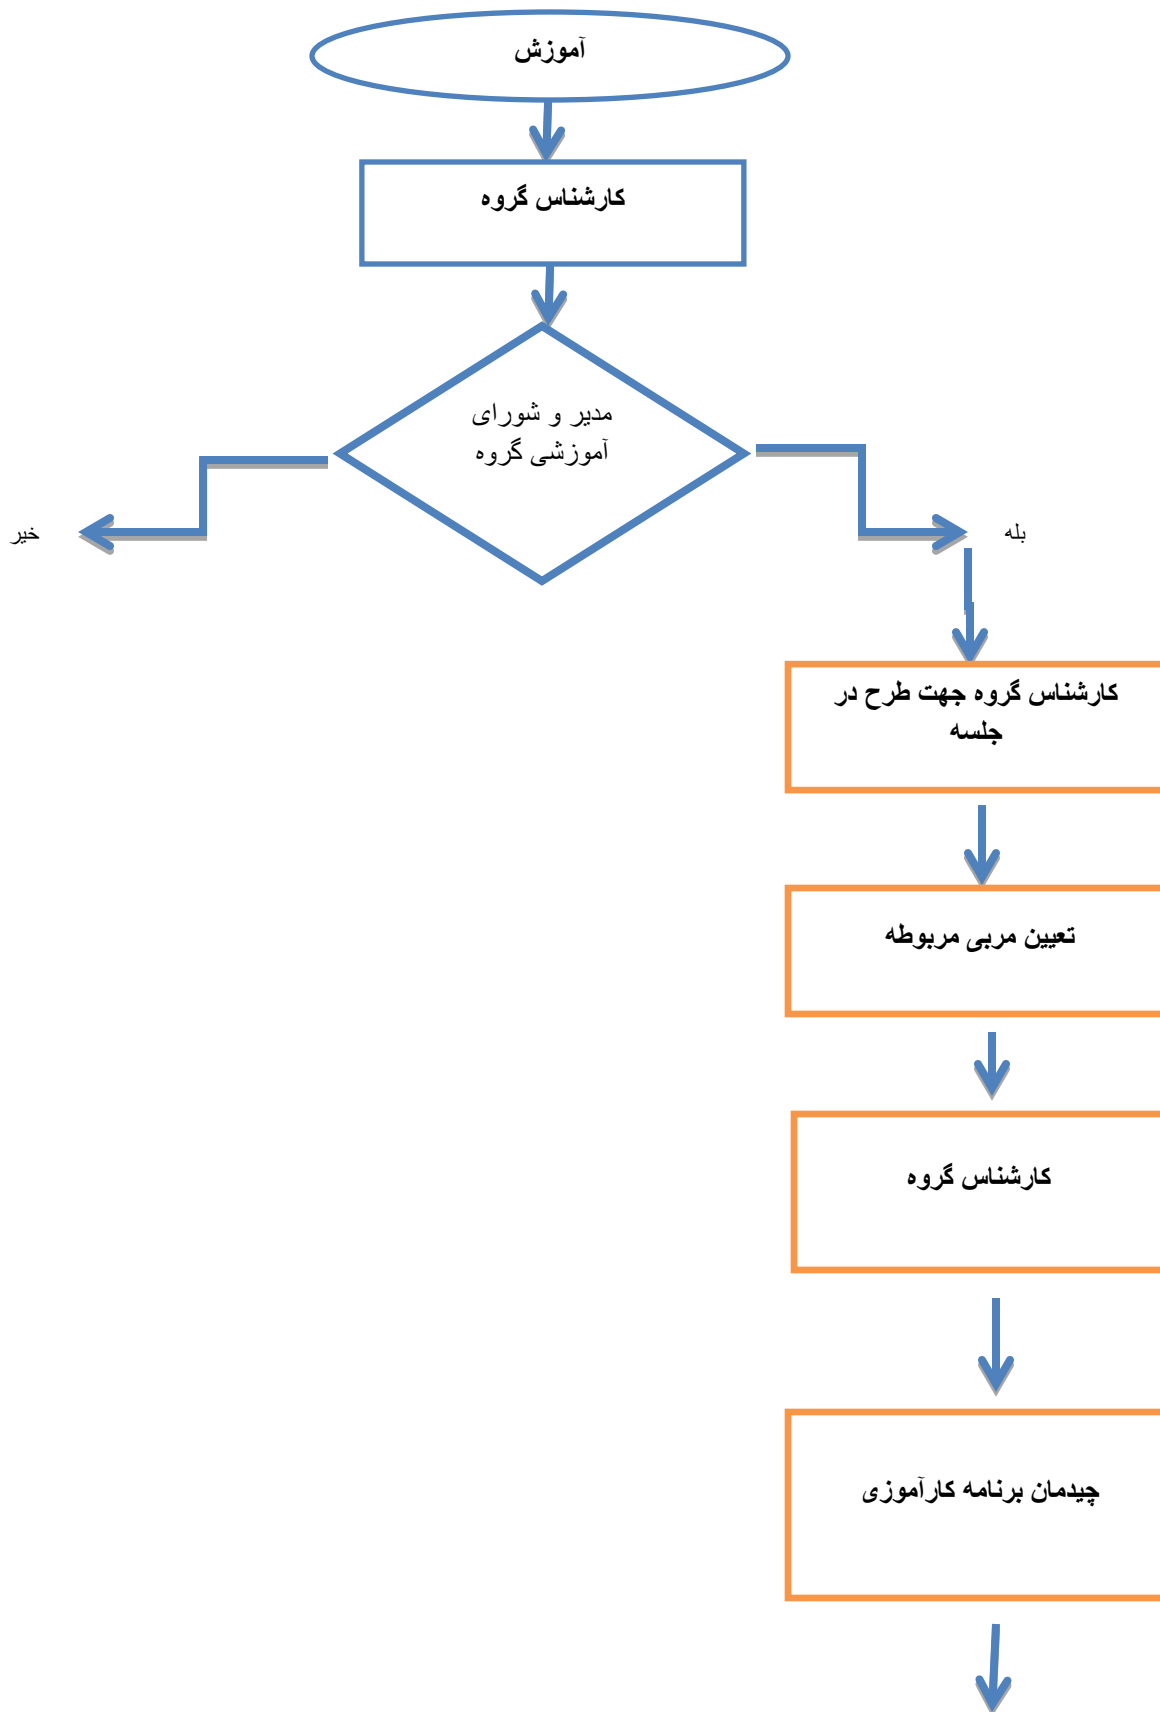 آموزش
کارشناس گروه
مدیر و شورای
آموزشی گروه
بله
خیر
کارشناس گروه جهت طرح در
جلسه
تعیین مربی مربوطه
کارشناس گروه
چیدمان برنامه کارآموزی